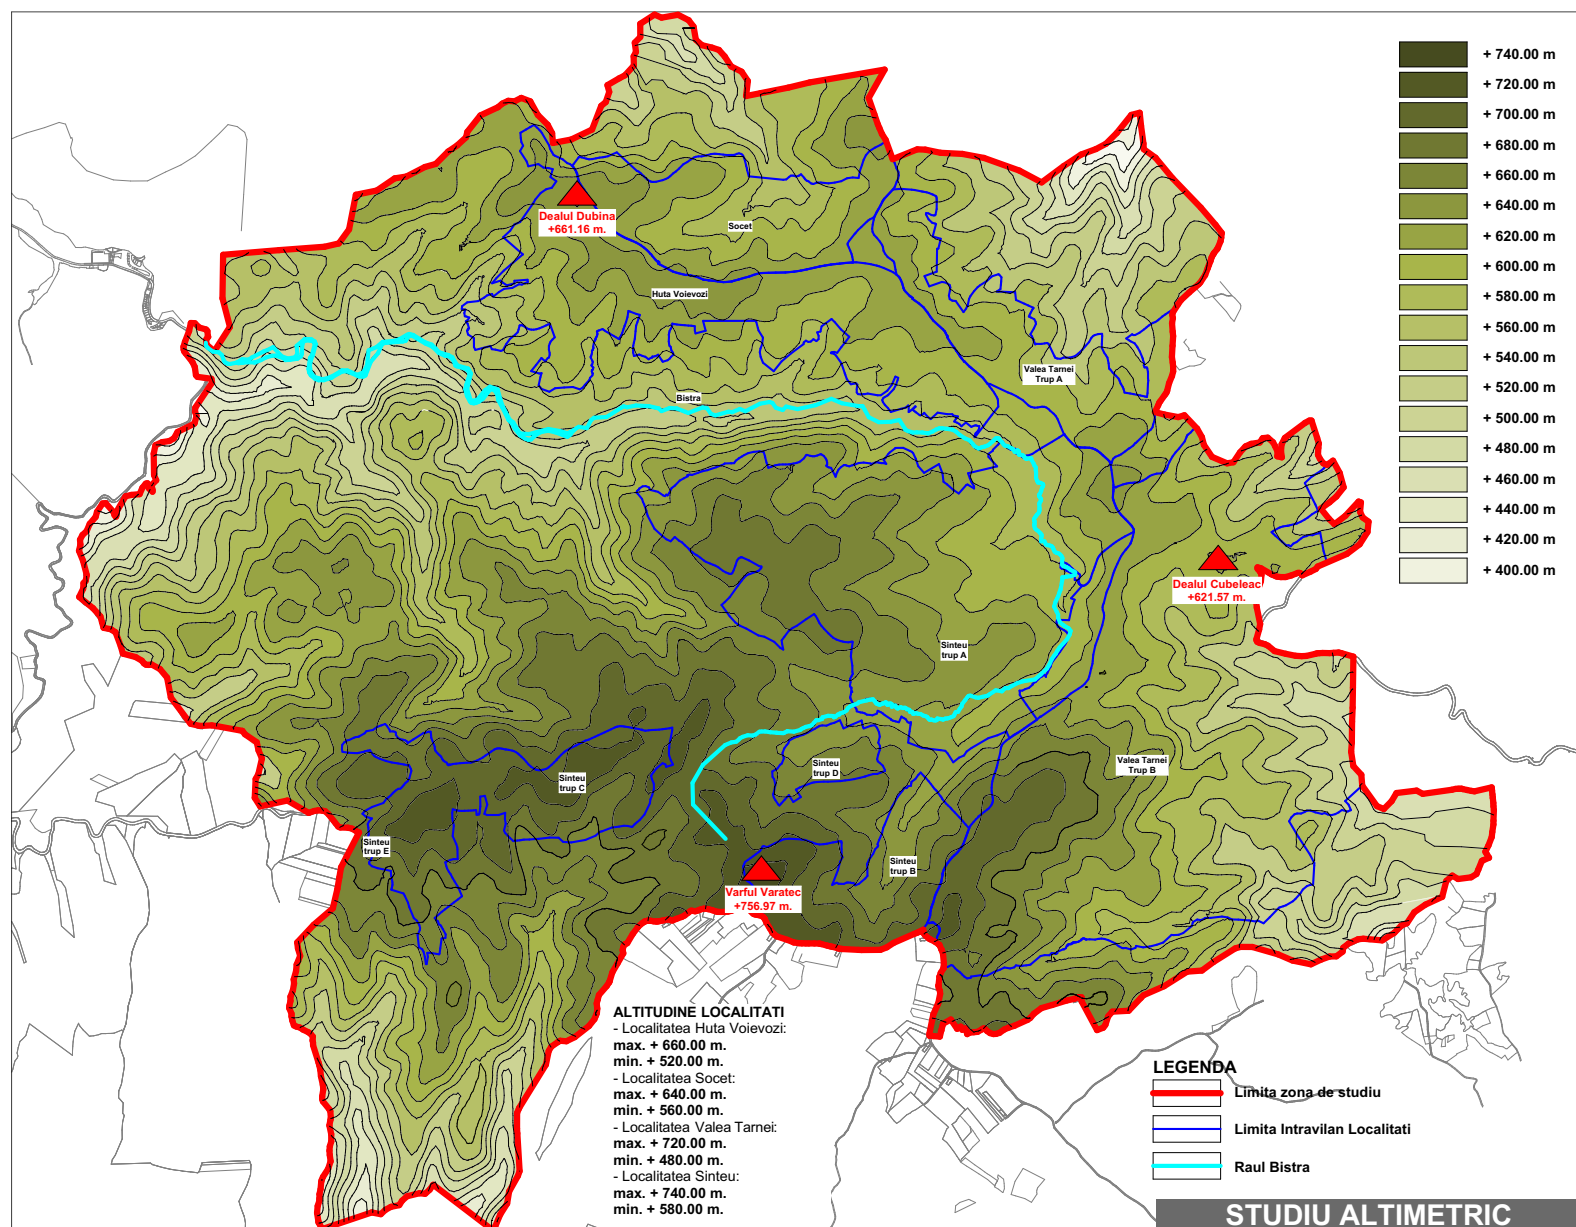 + 740.00 m
+ 720.00 m
+ 700.00 m
+ 680.00 m
+ 660.00 m
+ 640.00 m
+ 620.00 m
+ 600.00 m
+ 580.00 m
+ 560.00 m
+ 540.00 m
+ 520.00 m
+ 500.00 m
+ 480.00 m
+ 460.00 m
+ 440.00 m
+ 420.00 m
+ 400.00 m
Dealul Dubina
+661.16 m.
Socet
Huta Voievozi
Valea Tarnei
Trup A
Bistra
Dealul Cubeleac
+621.57 m.
Sinteu
trup A
Sinteu
trup D
Valea Tarnei
Trup B
Sinteu
trup C
Sinteu
trup E
Sinteu
trup B
Varful Varatec
+756.97 m.
ALTITUDINE LOCALITATI
- Localitatea Huta Voievozi:
max. + 660.00 m.
min. + 520.00 m.
- Localitatea Socet:
max. + 640.00 m.
min. + 560.00 m.
- Localitatea Valea Tarnei:
max. + 720.00 m.
min. + 480.00 m.
- Localitatea Sinteu:
max. + 740.00 m.
min. + 580.00 m.
LEGENDA
Limita zona de studiu
Limita Intravilan Localitati
Raul Bistra
STUDIU ALTIMETRIC